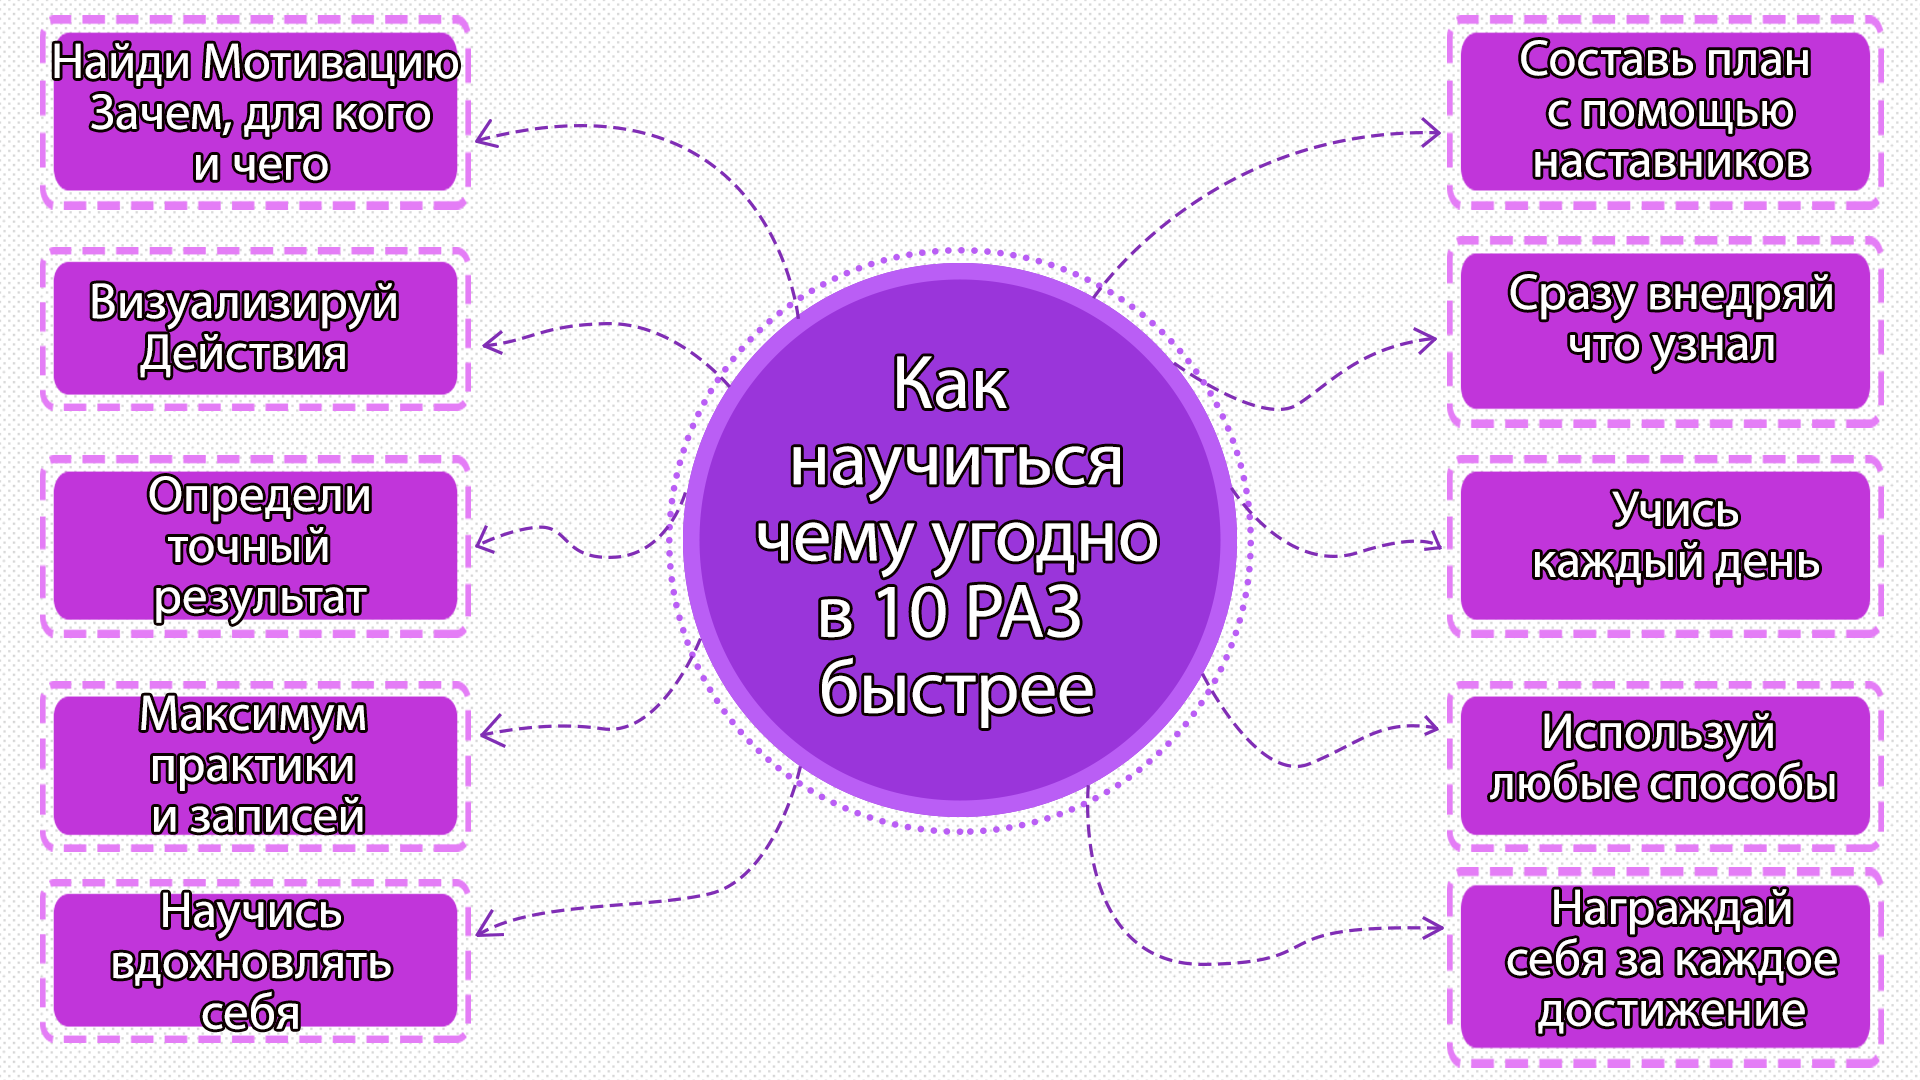 Найди Мотивацию
Зачем, для кого
и чего
Визуализируй
Действия
Определи
точный
результат
Максимум
практики
и записей
Научись
вдохновлять
себя
Как
научиться
чему угодно
в 10 РАЗ
быстрее
Составь план
с помощью
наставников
Сразу внедряй
что узнал
Учись
каждый день
Используй
любые способы
Награждай
себя за каждое
достижение